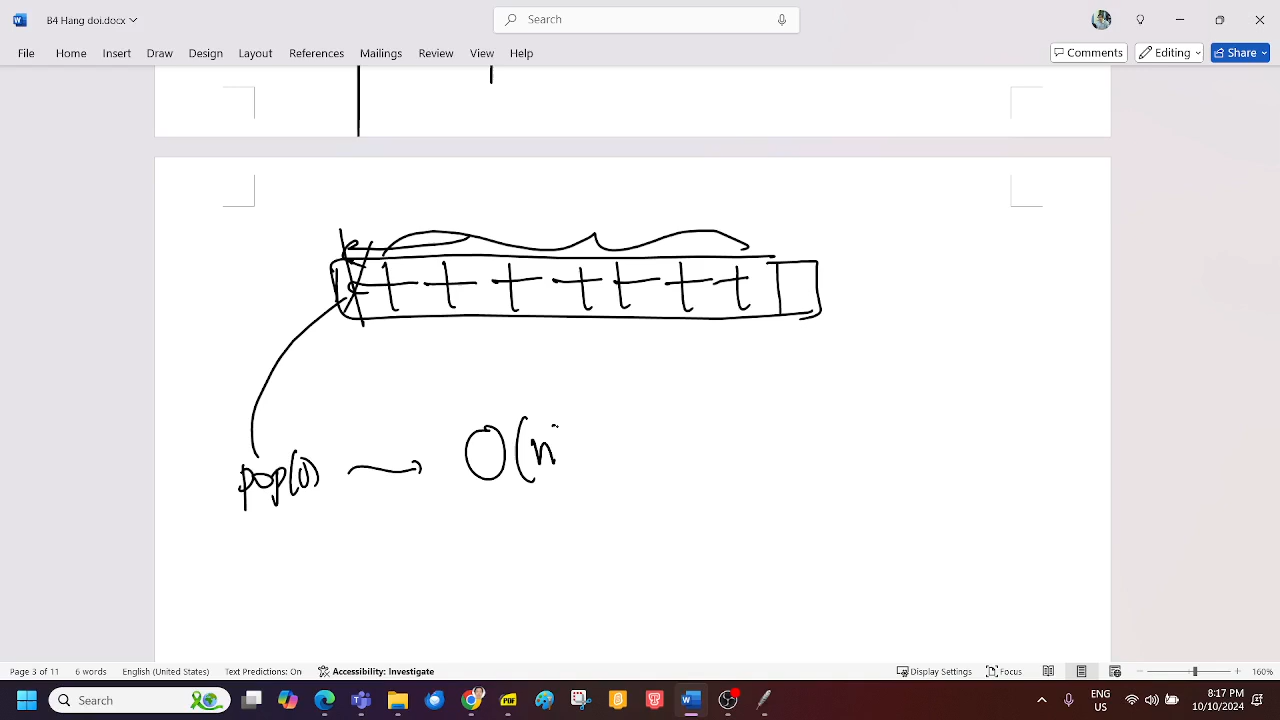 B4 Hang doi.docx
Search
File Home Insert Draw Design Layout References Mailings Review View Help Comments Editing Share
pop(0) O(n
Page 3 of 11 6 words English (United States) Text Predictions: On Accessibility: Investigate Display Settings Focus 160%
Search ENG 8:17 PM
US 10/10/2024